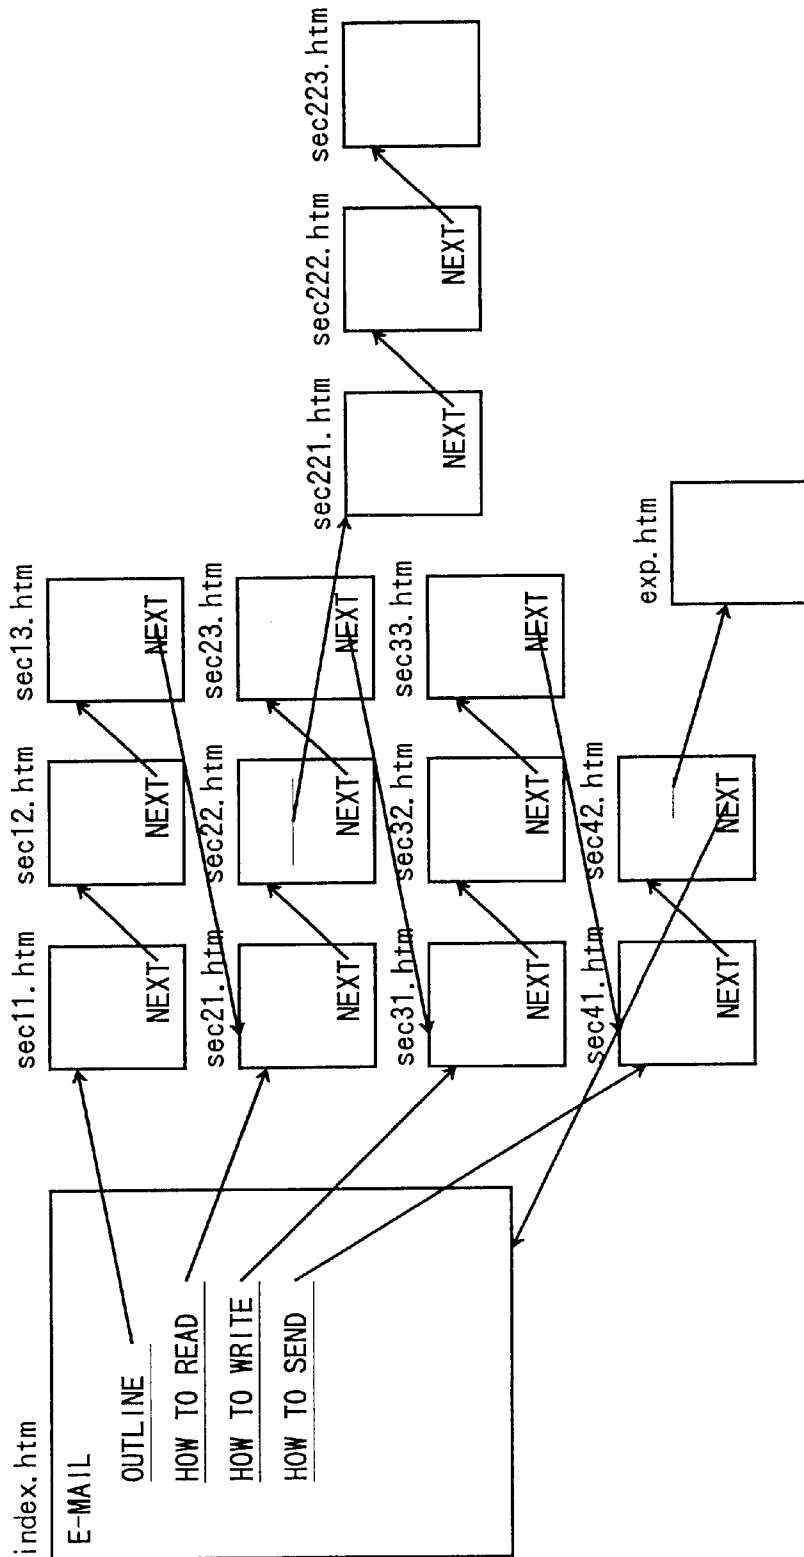 index.htm
E-MAIL
OUTLINE
HOW TO READ
HOW TO WRITE
HOW TO SEND
sec11.htm
NEXT
sec12.htm
NEXT
sec13.htm
NEXT
sec21.htm
NEXT
sec22.htm
NEXT
sec23.htm
NEXT
sec221.htm
NEXT
sec222.htm
NEXT
sec223.htm
sec31.htm
NEXT
sec32.htm
NEXT
sec33.htm
NEXT
sec41.htm
NEXT
sec42.htm
NEXT
exp.htm